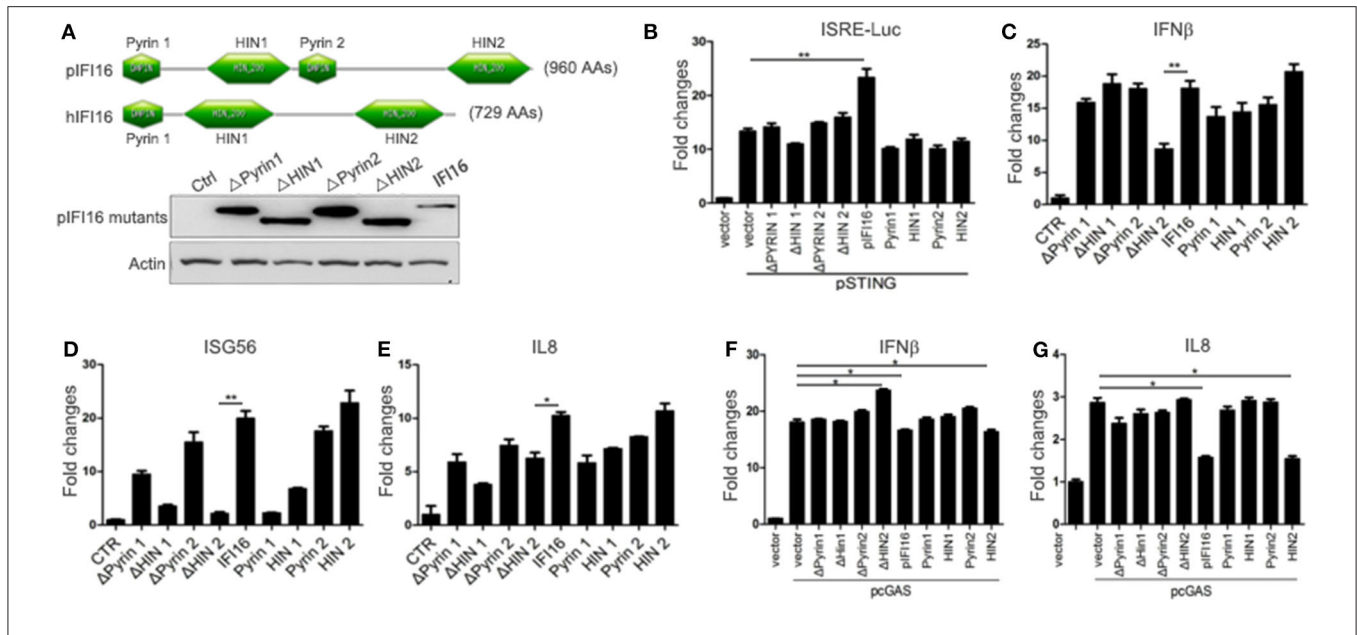 A
Pyrin 1 HIN1 Pyrin 2 HIN2
pIFI16 HIN_200 HIN_200 (960 AAs)
hIFI16 HIN_200 HIN_200 (729 AAs)
Pyrin 1 HIN1 HIN2
Ctrl △Pyrin1 △HIN1 △Pyrin2 △HIN2 IFI16
pIFI16 mutants
Actin
B
ISRE-Luc
Fold changes
30
20
10
0
**
vector vector ΔPYRIN 1 ΔHIN 1 ΔPYRIN 2 ΔHIN 2 pIFI16 Pyrin1 HIN1 Pyrin2 HIN2
pSTING
C
IFNβ
Fold changes
30
20
10
0
**
CTR ΔPyrin 1 ΔHIN 1 ΔPyrin 2 ΔHIN 2 IFI16 Pyrin 1 HIN 1 Pyrin 2 HIN 2
D
ISG56
Fold changes
30
20
10
0
**
CTR ΔPyrin 1 ΔHIN 1 ΔPyrin 2 ΔHIN 2 IFI16 Pyrin 1 HIN 1 Pyrin 2 HIN 2
E
IL8
Fold changes
15
10
5
0
*
CTR ΔPyrin 1 ΔHIN 1 ΔPyrin 2 ΔHIN 2 IFI16 Pyrin 1 HIN 1 Pyrin 2 HIN 2
F
IFNβ
Fold changes
30
20
10
0
*
*
*
vector vector ΔPyrin1 ΔHin1 ΔPyrin2 ΔHIN2 pIFI16 Pyrin1 HIN1 Pyrin2 HIN2
pcGAS
G
IL8
Fold changes
4
3
2
1
0
*
*
vector vector ΔPyrin1 ΔHin1 ΔPyrin2 ΔHIN2 pIFI16 Pyrin1 HIN1 Pyrin2 HIN2
pcGAS